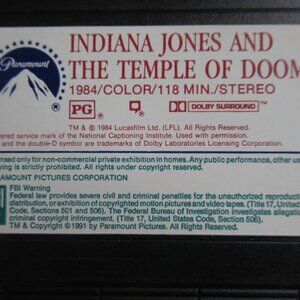 Paramount
INDIANA JONES AND
THE TEMPLE OF DOOM
1984/COLOR/118 MIN./STEREO
PG
DOLBY SURROUND™
TM & © 1984 Lucasfilm Ltd. (LFL). All Rights Reserved.
ered service mark of the National Captioning Institute. Used with permission.
and the double-D symbol are trademarks of Dolby Laboratories Licensing Corporation.
nsed only for non-commercial private exhibition in homes. Any public performance, other use
ying is strictly prohibited. All rights under copyright reserved.
RAMOUNT PICTURES CORPORATION
FBI Warning
Federal law provides severe civil and criminal penalties for the unauthorized reproduction
distribution, or exhibition of copyrighted motion pictures and video tapes. (Title 17, United
Code, Sections 501 and 506). The Federal Bureau of Investigation investigates allegat
criminal copyright infringement. (Title 17, United States Code, Section 506).
TM & Copyright © 1991 by Paramount Pictures. All Rights Reserved.